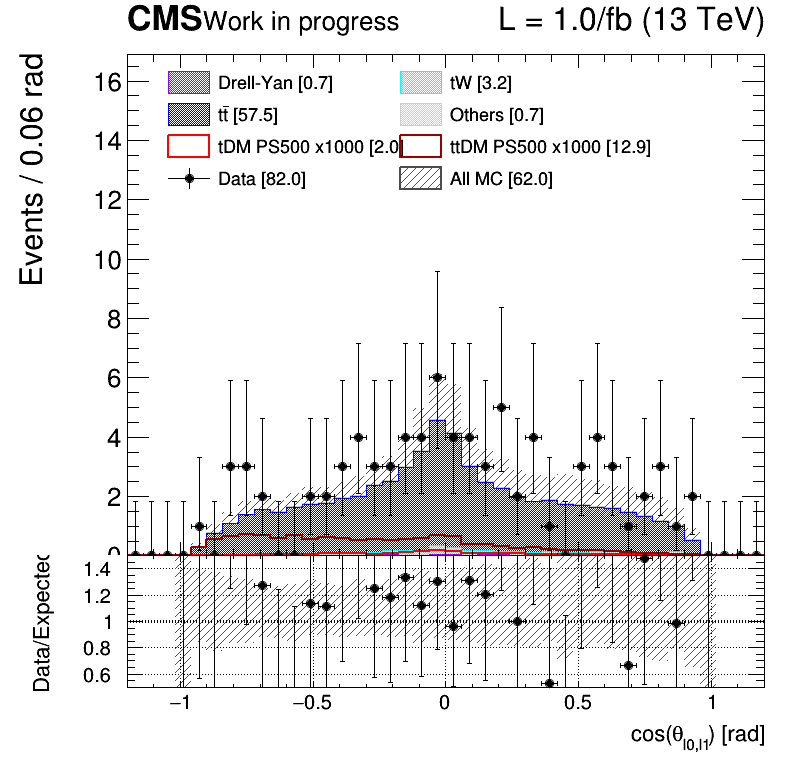 CMS Work in progress L = 1.0/fb (13 TeV)
Events / 0.06 rad
16
14
12
10
8
6
4
2
0
Drell-Yan [0.7] tW [3.2]
tt̄ [57.5] Others [0.7]
tDM PS500 x1000 [2.0 ttDM PS500 x1000 [12.9]
Data [82.0] All MC [62.0]
Data/Expected
1.4
1.2
1
0.8
0.6
−1 −0.5 0 0.5 1
cos(θl0,l1) [rad]